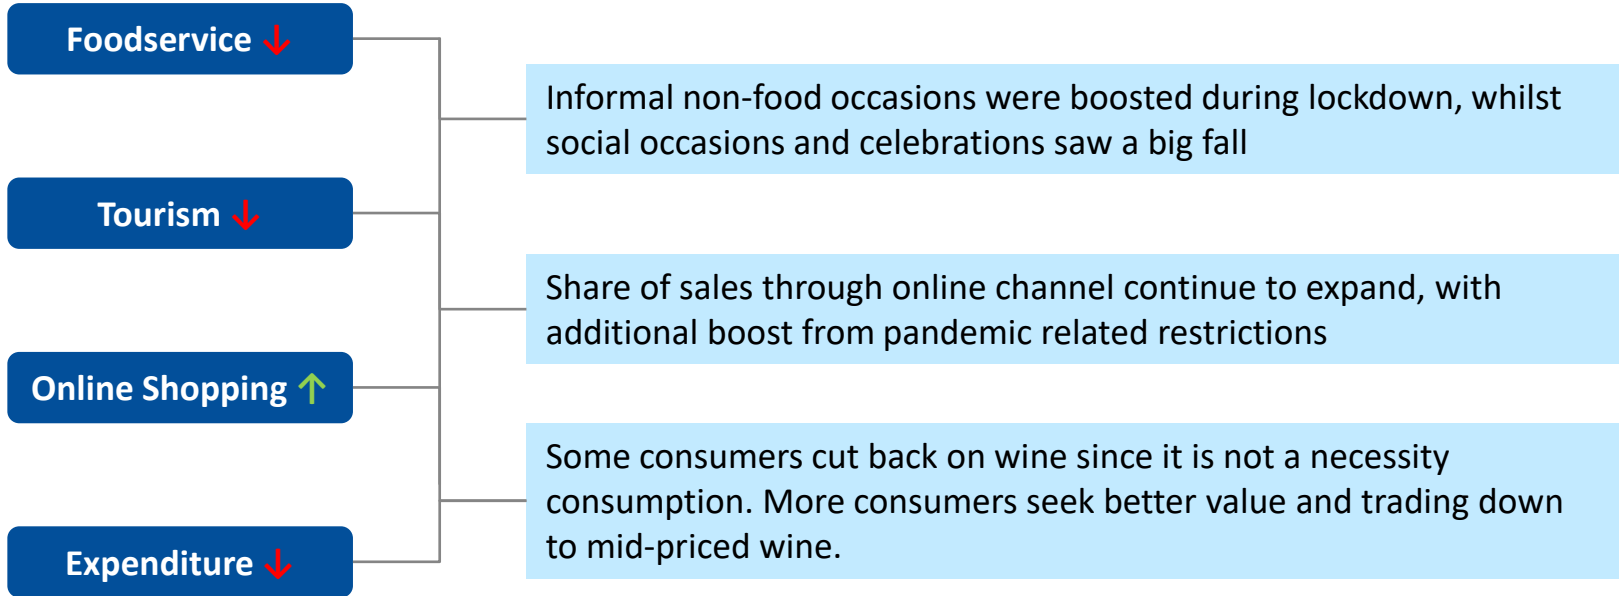 Foodservice ↓
Informal non-food occasions were boosted during lockdown, whilst
social occasions and celebrations saw a big fall
Tourism ↓
Share of sales through online channel continue to expand, with
additional boost from pandemic related restrictions
Online Shopping ↑
Some consumers cut back on wine since it is not a necessity
consumption. More consumers seek better value and trading down
to mid-priced wine.
Expenditure ↓